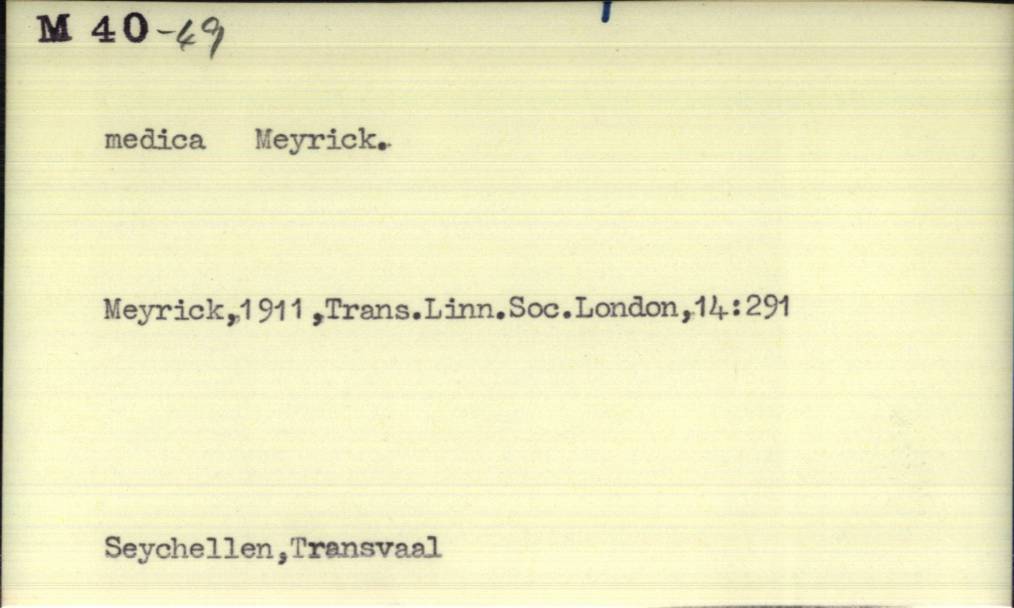 M 40-49
medica Meyrick.
Meyrick,1911,Trans.Linn.Soc.London,14:291
Seychellen,Transvaal